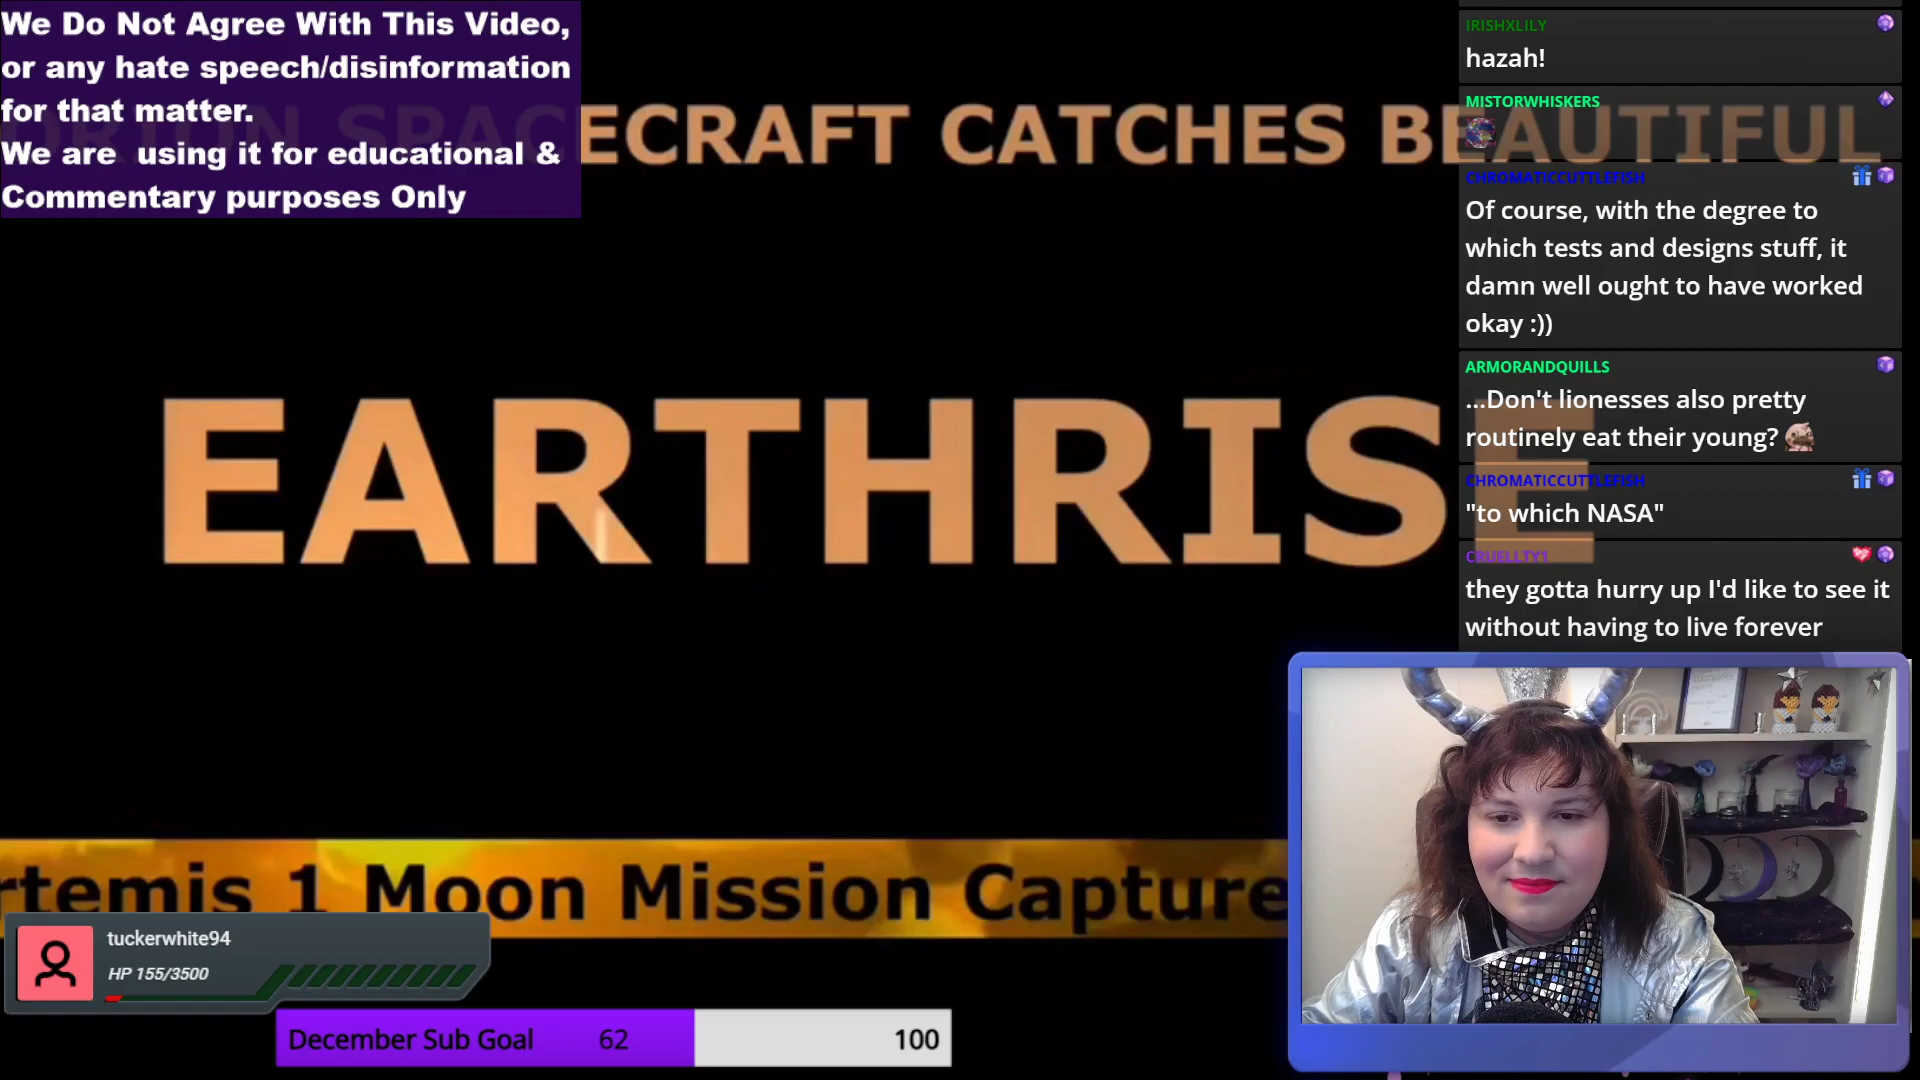 We Do Not Agree With This Video,
or any hate speech/disinformation
for that matter.
We are using it for educational &
Commentary purposes Only
ORION SPACECRAFT CATCHES BEAUTIFUL
EARTHRISE
rtemis 1 Moon Mission Capture
tuckerwhite94
HP 155/3500
December Sub Goal 62 100
IRISHXLILY
hazah!
MISTORWHISKERS
CHROMATICCUTTLEFISH
Of course, with the degree to
which tests and designs stuff, it
damn well ought to have worked
okay :))
ARMORANDQUILLS
...Don't lionesses also pretty
routinely eat their young?
CHROMATICCUTTLEFISH
"to which NASA"
CRUELLTY1
they gotta hurry up I'd like to see it
without having to live forever